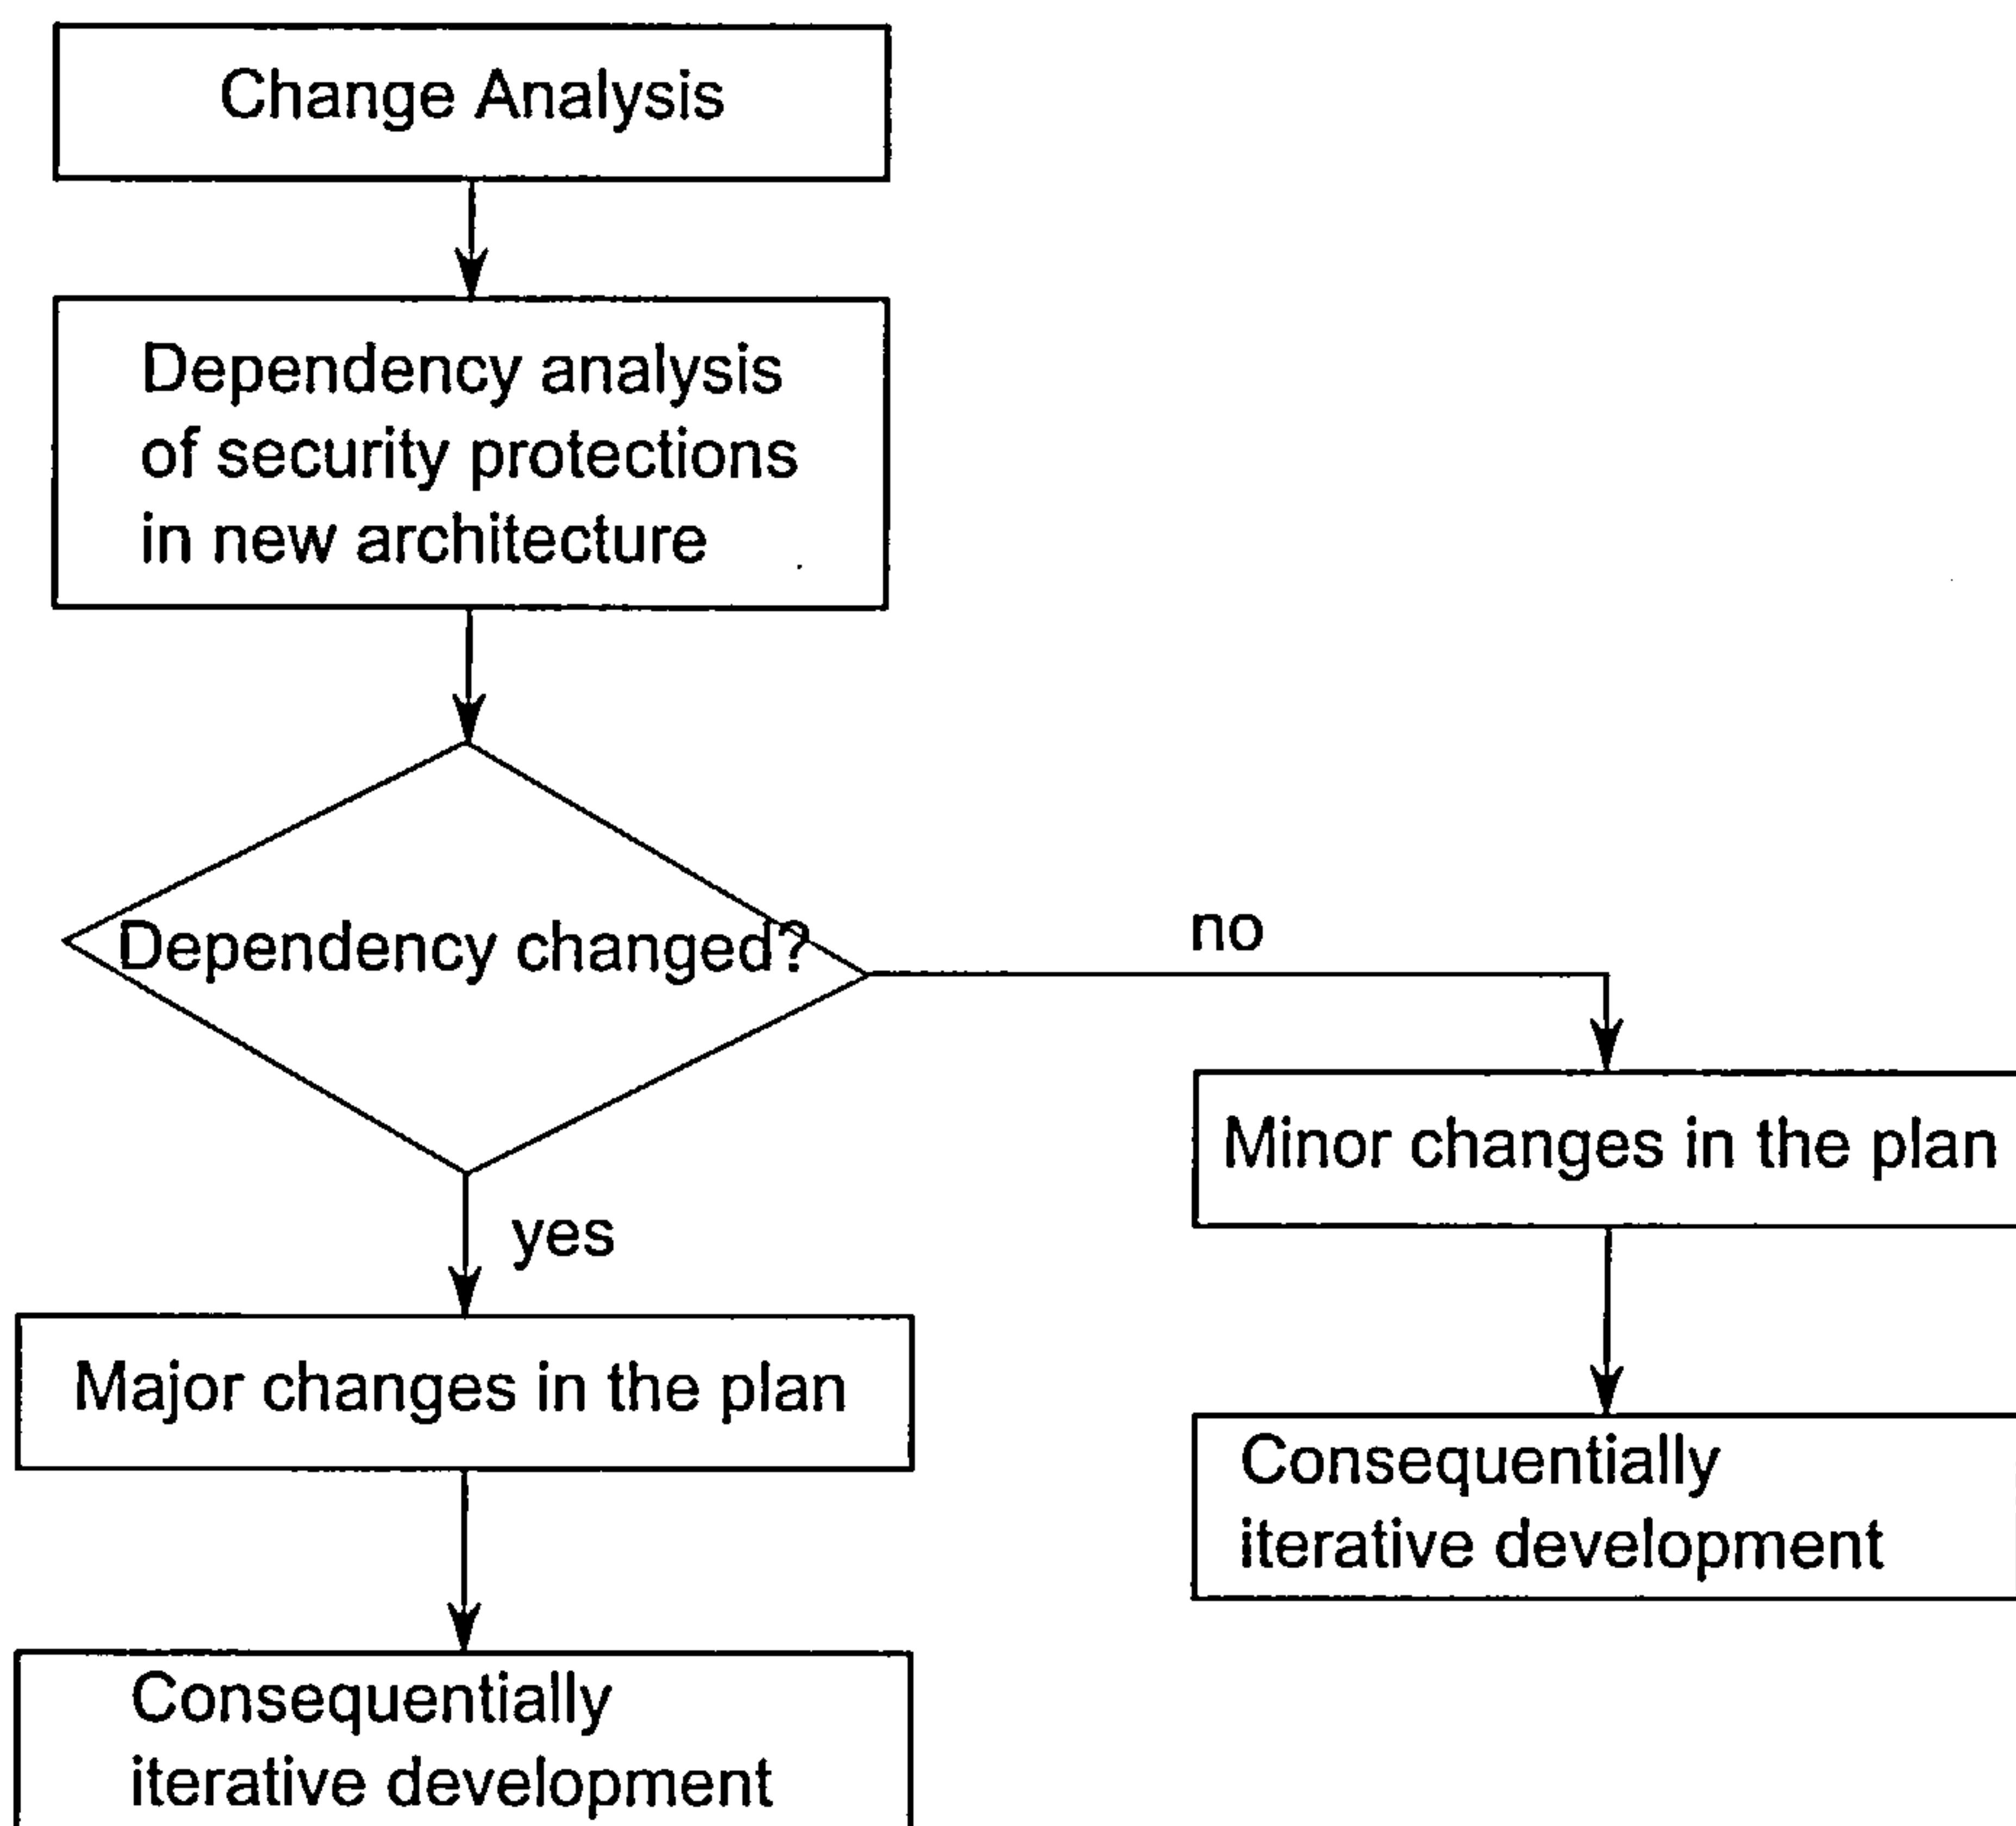 Change Analysis
Dependency analysis
of security protections
in new architecture
Dependency changed?
no
yes
Minor changes in the plan
Major changes in the plan
Consequentially
iterative development
Consequentially
iterative development